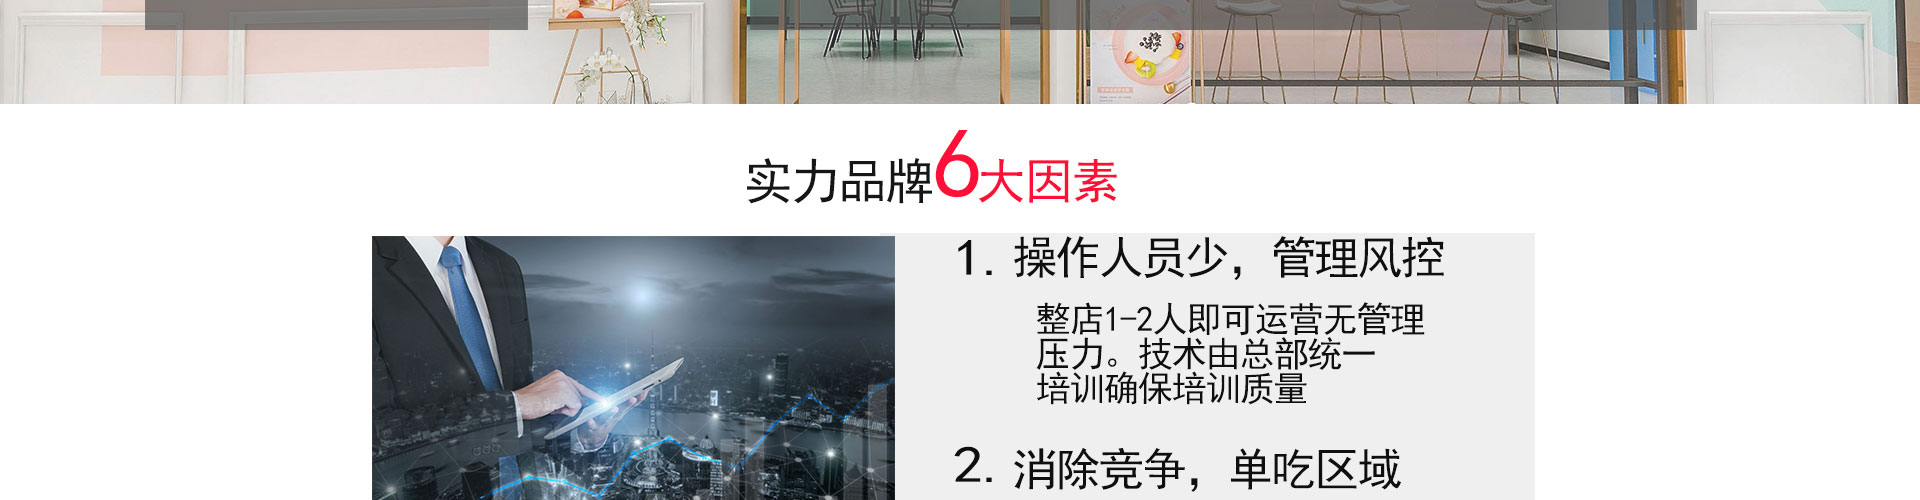 实力品牌6大因素
1. 操作人员少，管理风控
整店1-2人即可运营无管理
压力。技术由总部统一
培训确保培训质量
2. 消除竞争，单吃区域